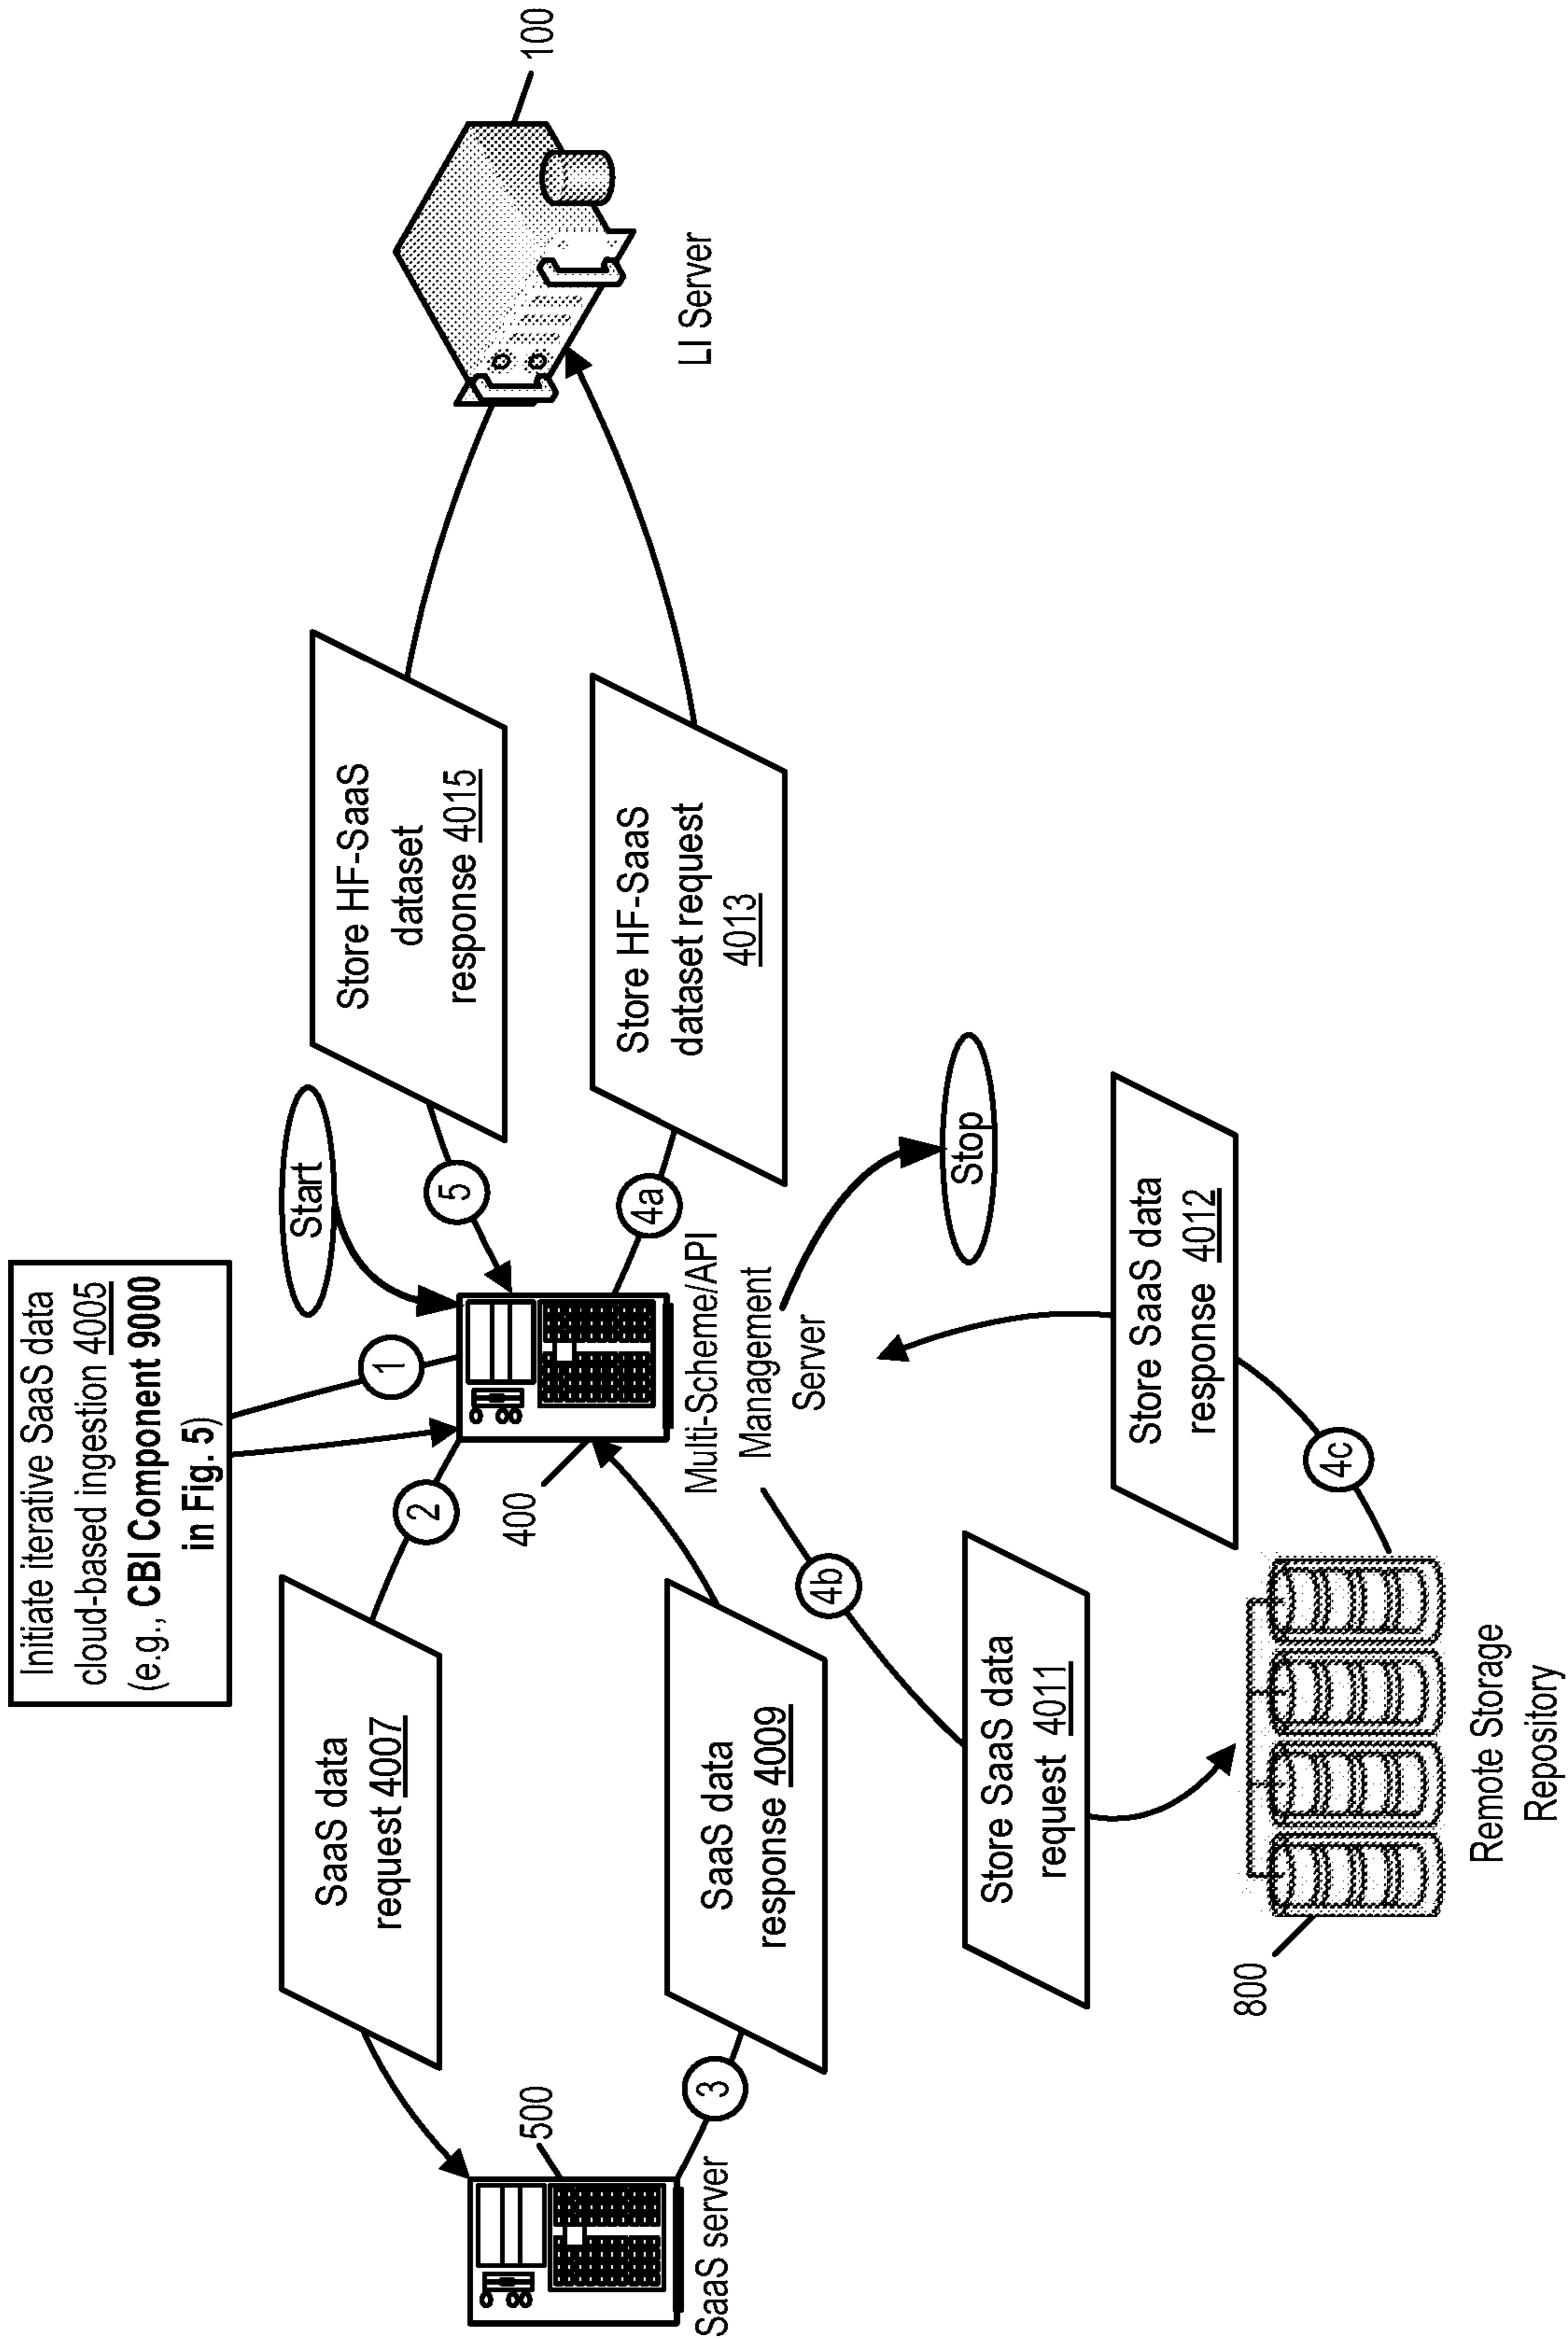 Initiate iterative SaaS data
cloud-based ingestion 4005
(e.g., CBI Component 9000
in Fig. 5)
Start
1
2
SaaS data
request 4007
500
SaaS server
3
SaaS data
response 4009
400
Multi-Scheme/API
Management
Server
5
Store HF-SaaS
dataset
response 4015
4a
Store HF-SaaS
dataset request
4013
100
LI Server
4b
Store SaaS data
request 4011
800
Remote Storage
Repository
4c
Store SaaS data
response 4012
Stop